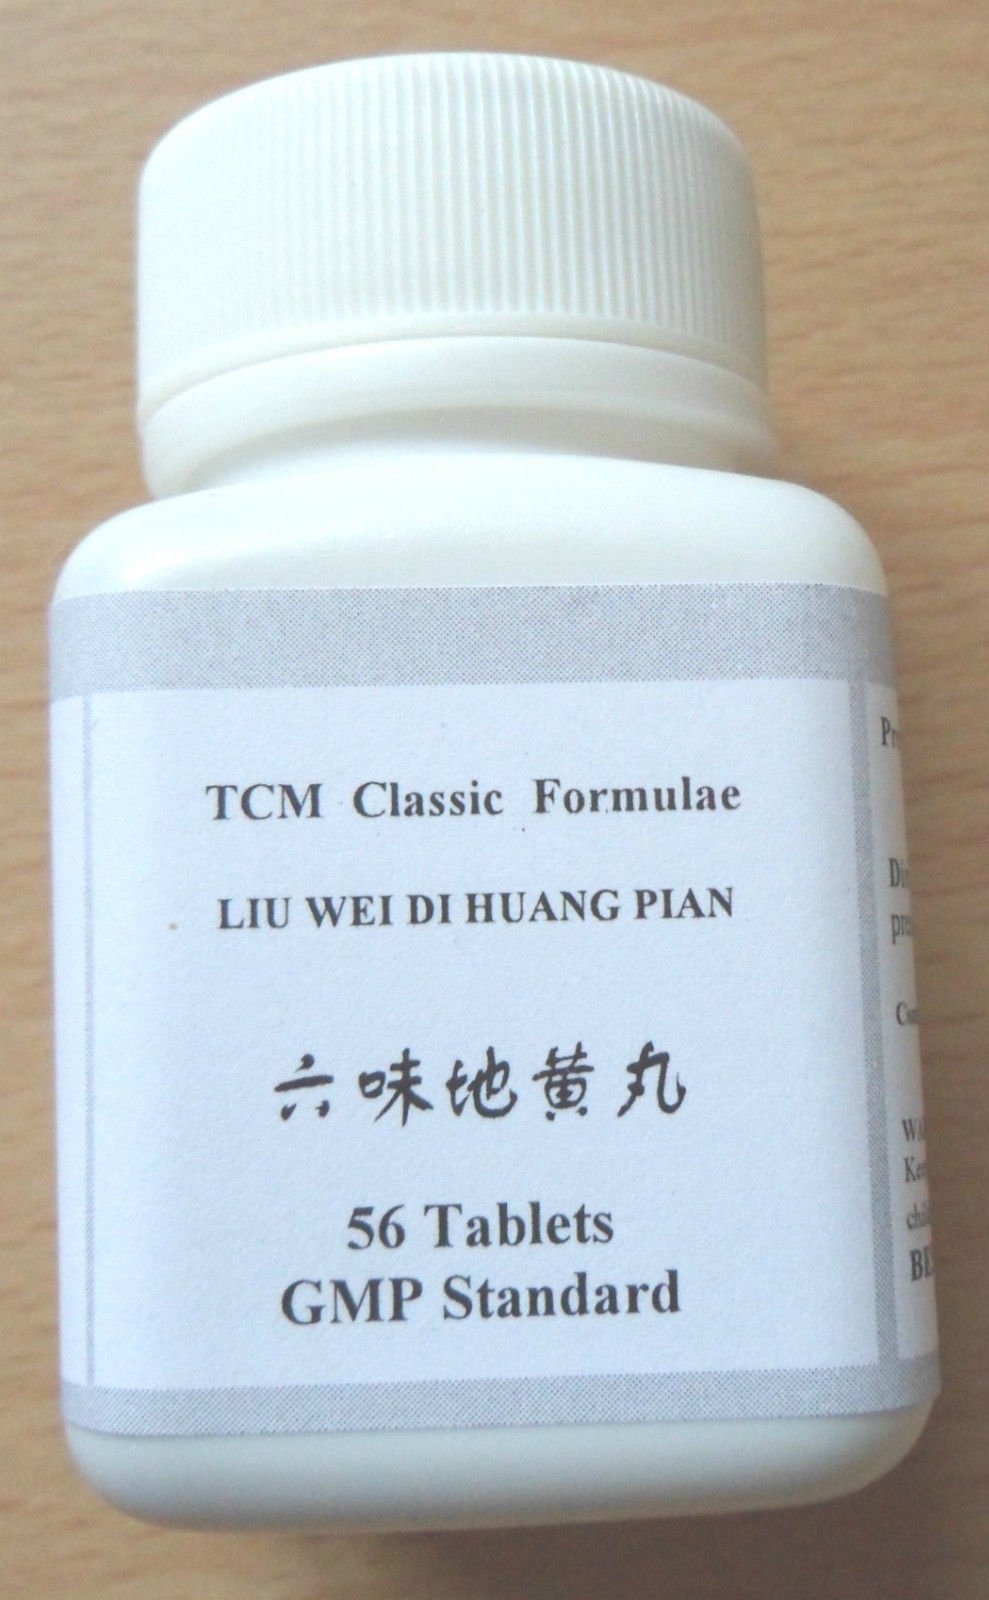 TCM Classic Formulae
LIU WEI DI HUANG PIAN
六味地黄丸
56 Tablets
GMP Standard